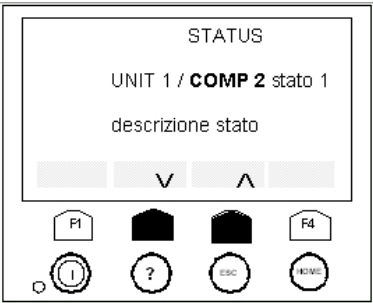 STATUS
UNIT 1 / COMP 2 stato 1
descrizione stato
F1
F4
?
ESC
HOME